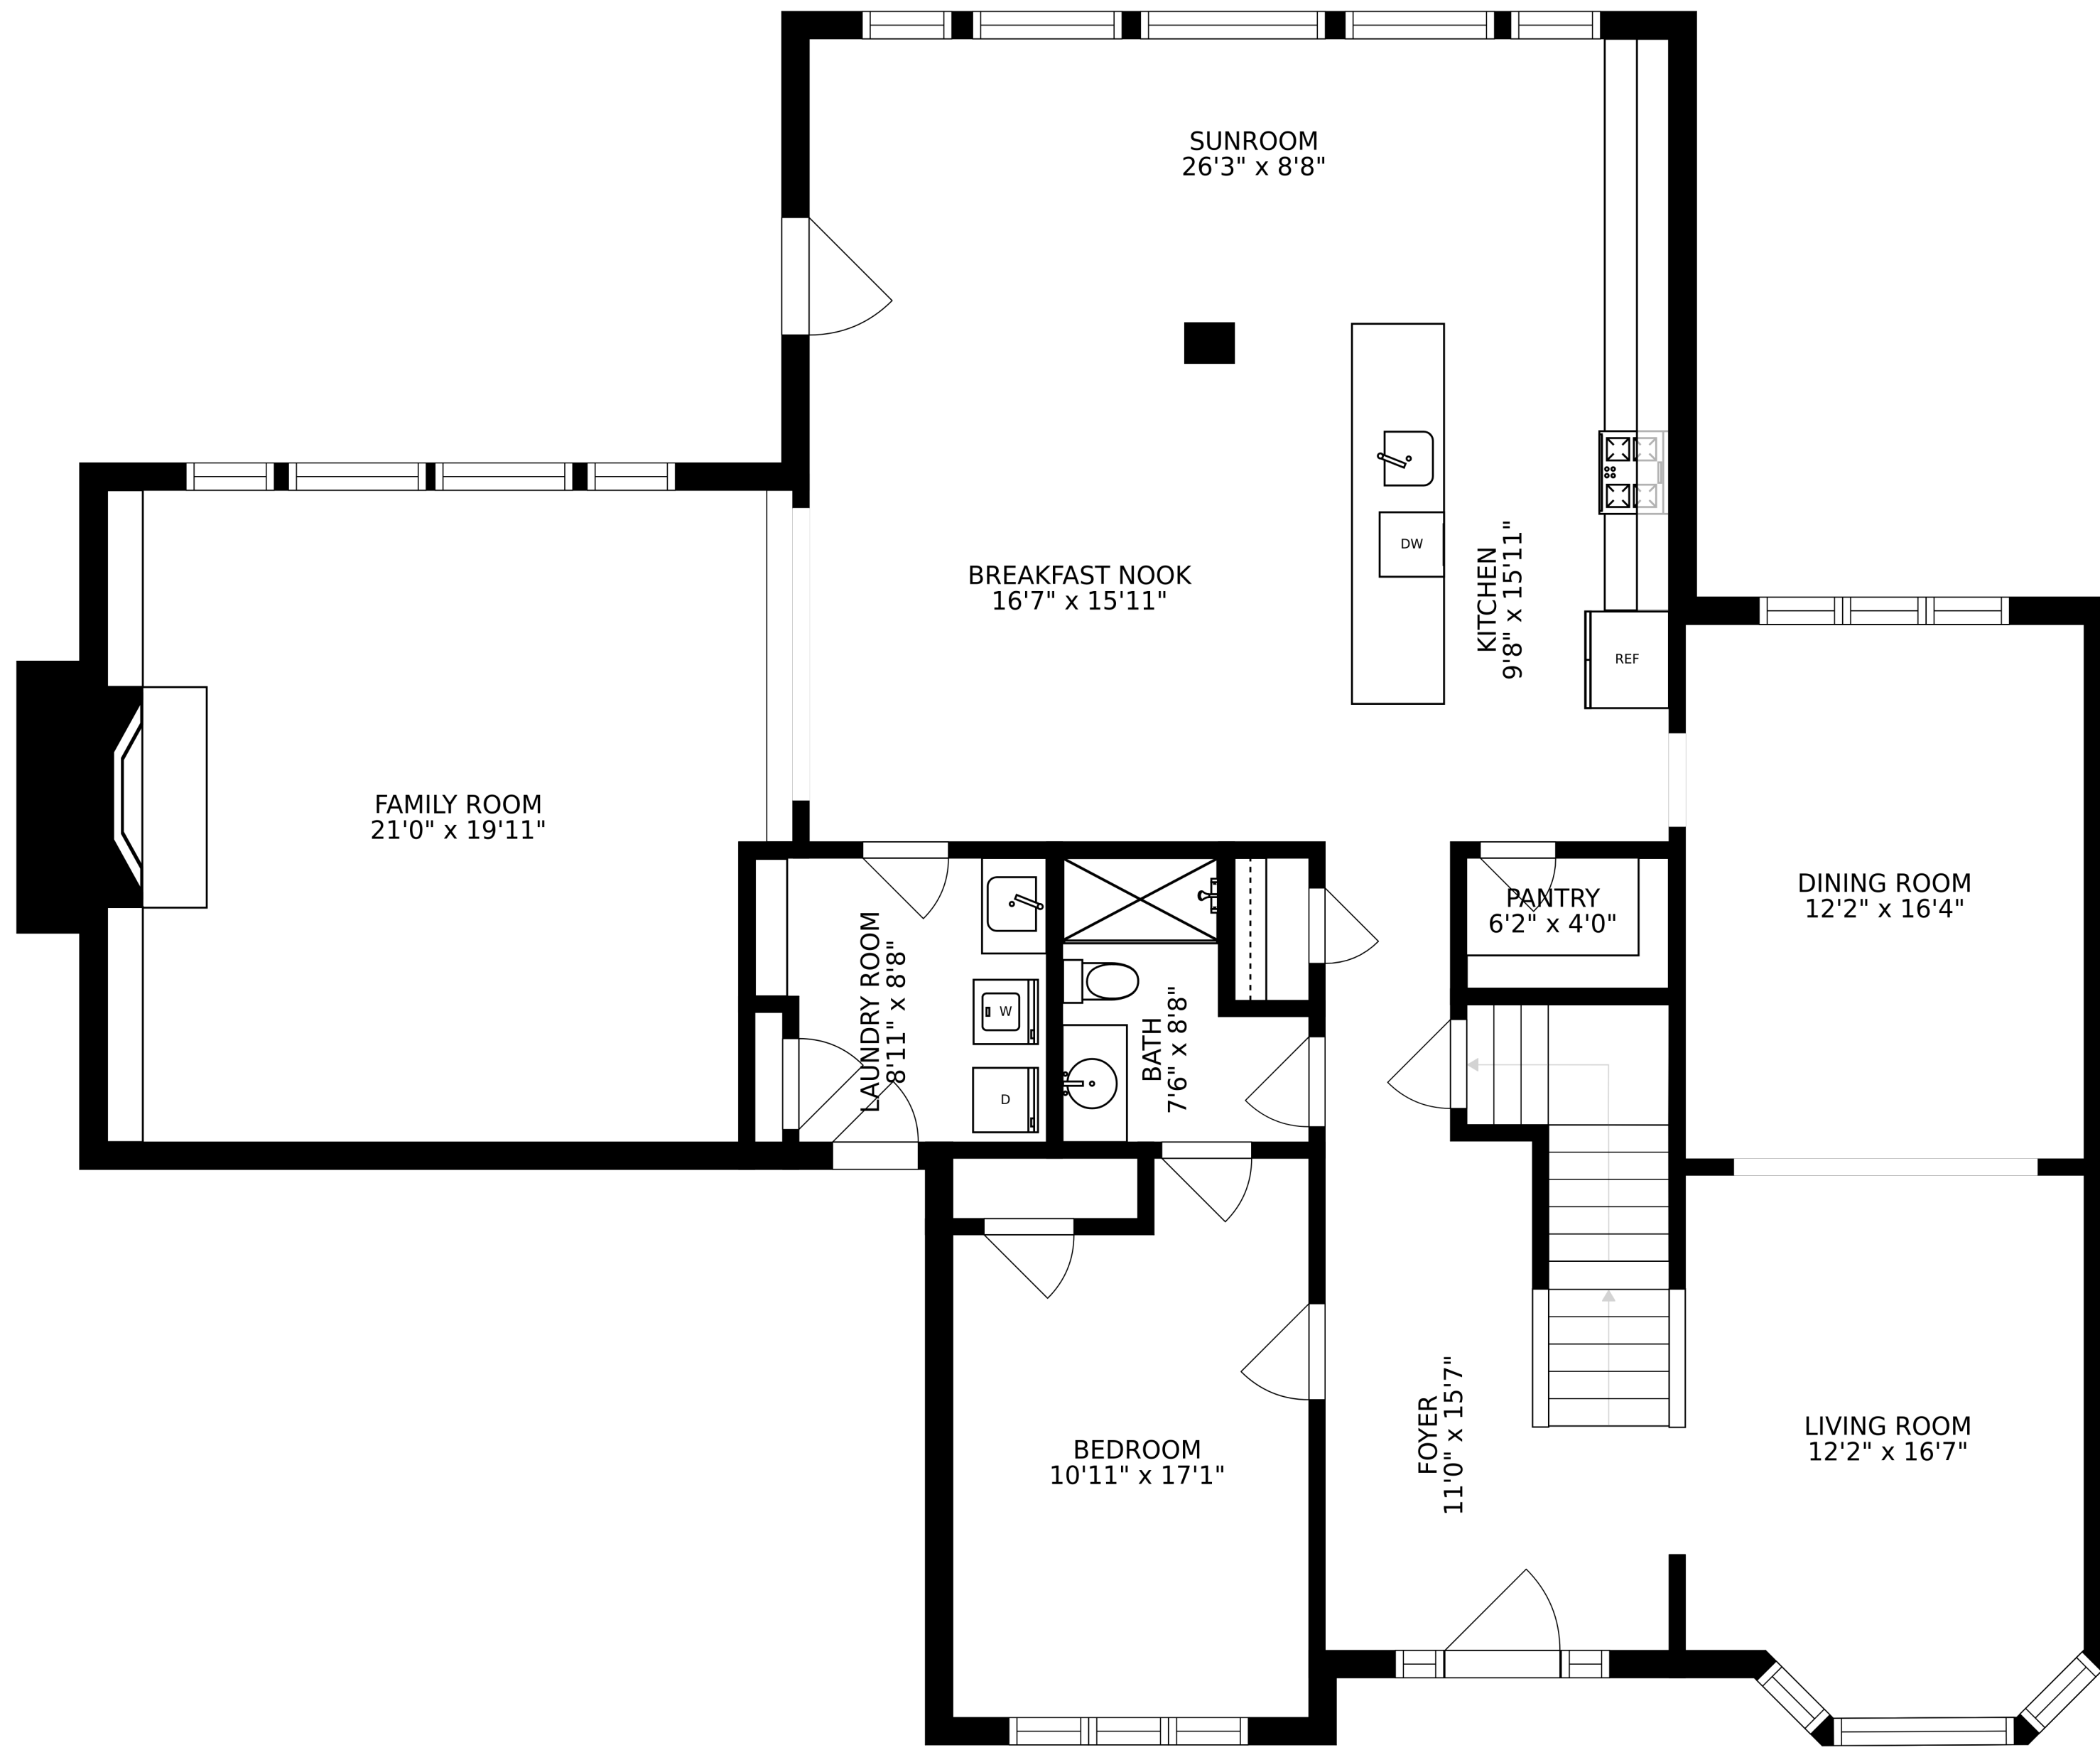 SUNROOM
26'3" x 8'8"
BREAKFAST NOOK
16'7" x 15'11"
DW
KITCHEN
9'8" x 15'11"
REF
FAMILY ROOM
21'0" x 19'11"
DINING ROOM
12'2" x 16'4"
PANTRY
6'2" x 4'0"
LAUNDRY ROOM
8'11" x 8'8"
W
D
BATH
7'6" x 8'8"
BEDROOM
10'11" x 17'1"
FOYER
11'0" x 15'7"
LIVING ROOM
12'2" x 16'7"